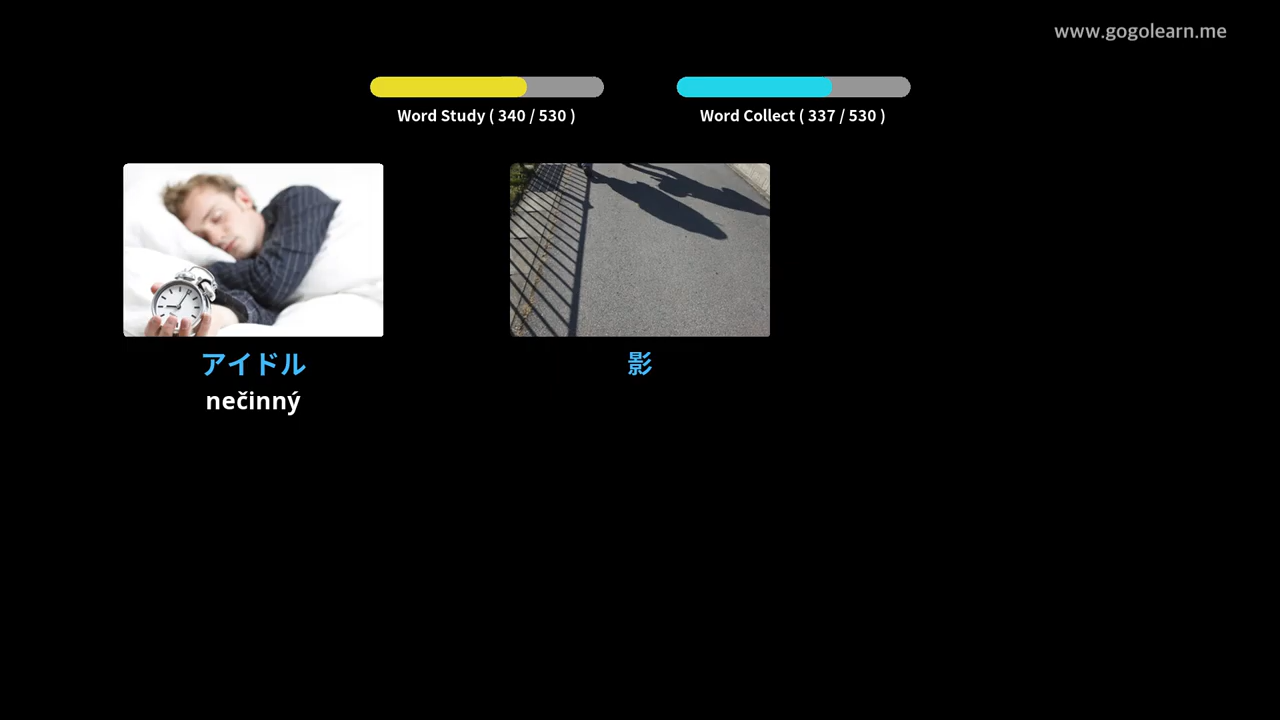 www.gogolearn.me
Word Study ( 340 / 530 )
Word Collect ( 337 / 530 )
アイドル
nečinný
影